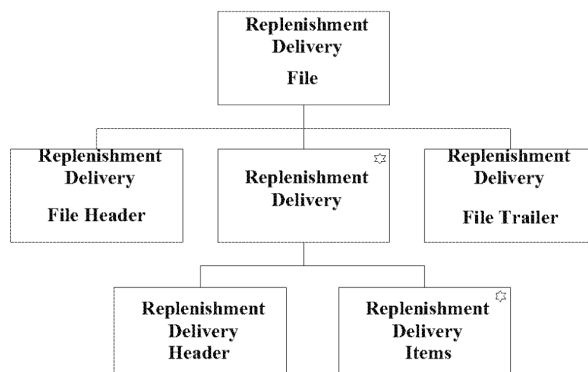 Replenishment
Delivery
File
Replenishment
Delivery
File Header
Replenishment
Delivery
Replenishment
Delivery
File Trailer
Replenishment
Delivery
Header
Replenishment
Delivery
Items